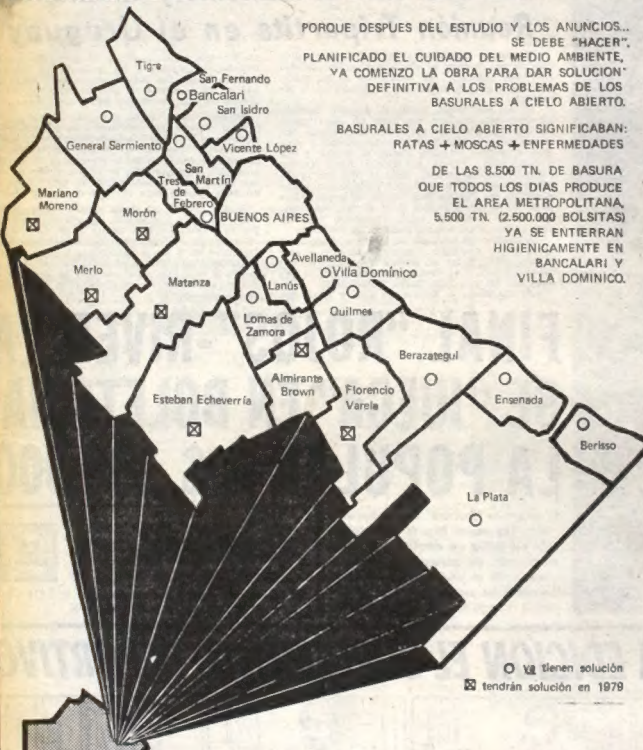 PORQUE DESPUES DEL ESTUDIO Y LOS ANUNCIOS...
SE DEBE "HACER".
PLANIFICADO EL CUIDADO DEL MEDIO AMBIENTE,
YA COMENZO LA OBRA PARA DAR SOLUCION
DEFINITIVA A LOS PROBLEMAS DE LOS
BASURALES A CIELO ABIERTO.
BASURALES A CIELO ABIERTO SIGNIFICABAN:
RATAS + MOSCAS + ENFERMEDADES
DE LAS 8.500 TN. DE BASURA
QUE TODOS LOS DIAS PRODUCE
EL AREA METROPOLITANA,
5.500 TN. (2.500.000 BOLSITAS)
YA SE ENTIERRAN
HIGIENICAMENTE EN
BANCALARI Y
VILLA DOMINICO.
Tigre
San Fernando
Bancalari
San Isidro
General Sarmiento
Vicente López
San
Martín
Tres
de
Febrero
Mariano
Moreno
Morón
BUENOS AIRES
Merlo
Matanza
Avellaneda
Villa Domínico
Lanús
Quilmes
Lomas de
Zamora
Berazategui
Almirante
Brown
Florencio
Varela
Esteban Echeverría
Ensenada
Berisso
La Plata
ya tienen solución
tendrán solución en 1979